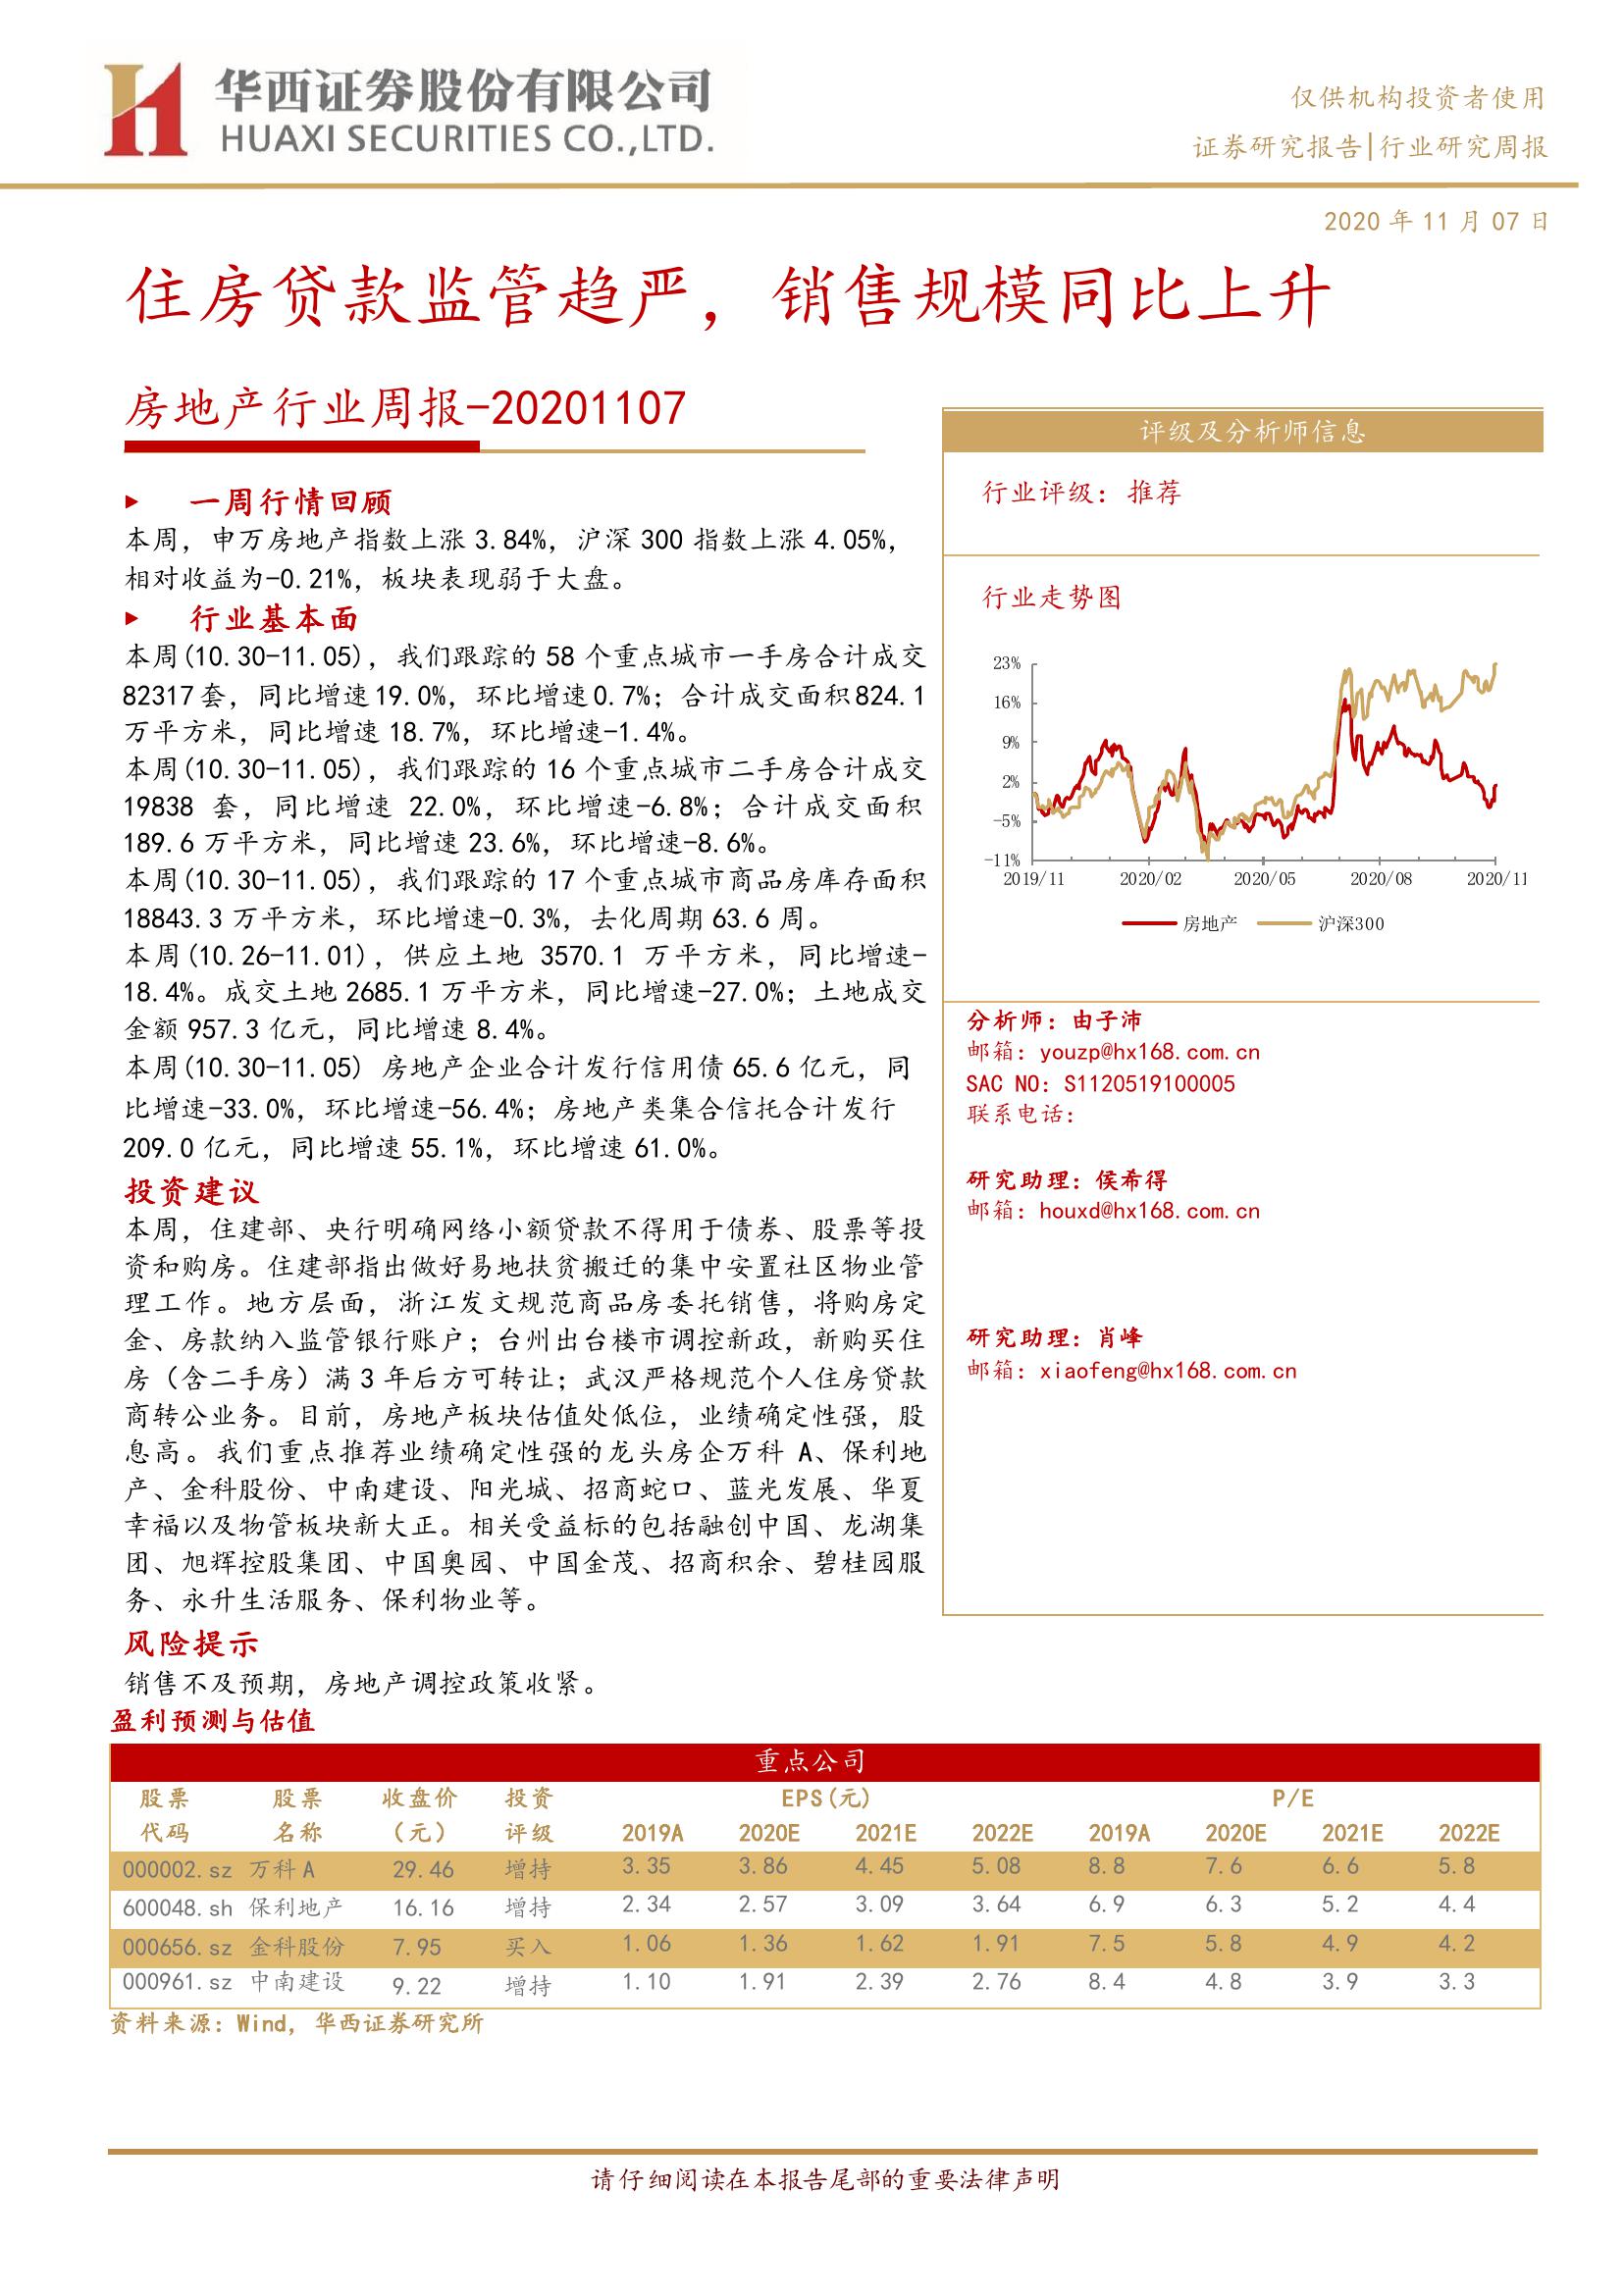 华西证券股份有限公司
HUAXI SECURITIES CO.,LTD.
仅供机构投资者使用
证券研究报告|行业研究周报
2020 年 11 月 07 日
住房贷款监管趋严，销售规模同比上升
房地产行业周报-20201107
一周行情回顾
本周，申万房地产指数上涨 3.84%，沪深 300 指数上涨 4.05%，
相对收益为-0.21%，板块表现弱于大盘。
行业基本面
本周(10.30-11.05)，我们跟踪的 58 个重点城市一手房合计成交
82317 套，同比增速 19.0%，环比增速 0.7%；合计成交面积 824.1
万平方米，同比增速 18.7%，环比增速-1.4%。
本周(10.30-11.05)，我们跟踪的 16 个重点城市二手房合计成交
19838 套，同比增速 22.0%，环比增速-6.8%；合计成交面积
189.6 万平方米，同比增速 23.6%，环比增速-8.6%。
本周(10.30-11.05)，我们跟踪的 17 个重点城市商品房库存面积
18843.3 万平方米，环比增速-0.3%，去化周期 63.6 周。
本周(10.26-11.01)，供应土地 3570.1 万平方米，同比增速-
18.4%。成交土地 2685.1 万平方米，同比增速-27.0%；土地成交
金额 957.3 亿元，同比增速 8.4%。
本周(10.30-11.05) 房地产企业合计发行信用债 65.6 亿元，同
比增速-33.0%，环比增速-56.4%；房地产类集合信托合计发行
209.0 亿元，同比增速 55.1%，环比增速 61.0%。
投资建议
本周，住建部、央行明确网络小额贷款不得用于债券、股票等投
资和购房。住建部指出做好易地扶贫搬迁的集中安置社区物业管
理工作。地方层面，浙江发文规范商品房委托销售，将购房定
金、房款纳入监管银行账户；台州出台楼市调控新政，新购买住
房（含二手房）满 3 年后方可转让；武汉严格规范个人住房贷款
商转公业务。目前，房地产板块估值处低位，业绩确定性强，股
息高。我们重点推荐业绩确定性强的龙头房企万科 A、保利地
产、金科股份、中南建设、阳光城、招商蛇口、蓝光发展、华夏
幸福以及物管板块新大正。相关受益标的包括融创中国、龙湖集
团、旭辉控股集团、中国奥园、中国金茂、招商积余、碧桂园服
务、永升生活服务、保利物业等。
风险提示
销售不及预期，房地产调控政策收紧。
评级及分析师信息
行业评级：推荐
行业走势图
23%
16%
9%
2%
-5%
-11%
2019/11 2020/02 2020/05 2020/08 2020/11
房地产 沪深300
分析师：由子沛
邮箱：youzp@hx168.com.cn
SAC NO：S1120519100005
联系电话：
研究助理：侯希得
邮箱：houxd@hx168.com.cn
研究助理：肖峰
邮箱：xiaofeng@hx168.com.cn
盈利预测与估值
重点公司
股票 股票 收盘价 投资 EPS(元) P/E
代码 名称 （元） 评级 2019A 2020E 2021E 2022E 2019A 2020E 2021E 2022E
000002.sz 万科 A 29.46 增持 3.35 3.86 4.45 5.08 8.8 7.6 6.6 5.8
600048.sh 保利地产 16.16 增持 2.34 2.57 3.09 3.64 6.9 6.3 5.2 4.4
000656.sz 金科股份 7.95 买入 1.06 1.36 1.62 1.91 7.5 5.8 4.9 4.2
000961.sz 中南建设 9.22 增持 1.10 1.91 2.39 2.76 8.4 4.8 3.9 3.3
资料来源：Wind，华西证券研究所
请仔细阅读在本报告尾部的重要法律声明